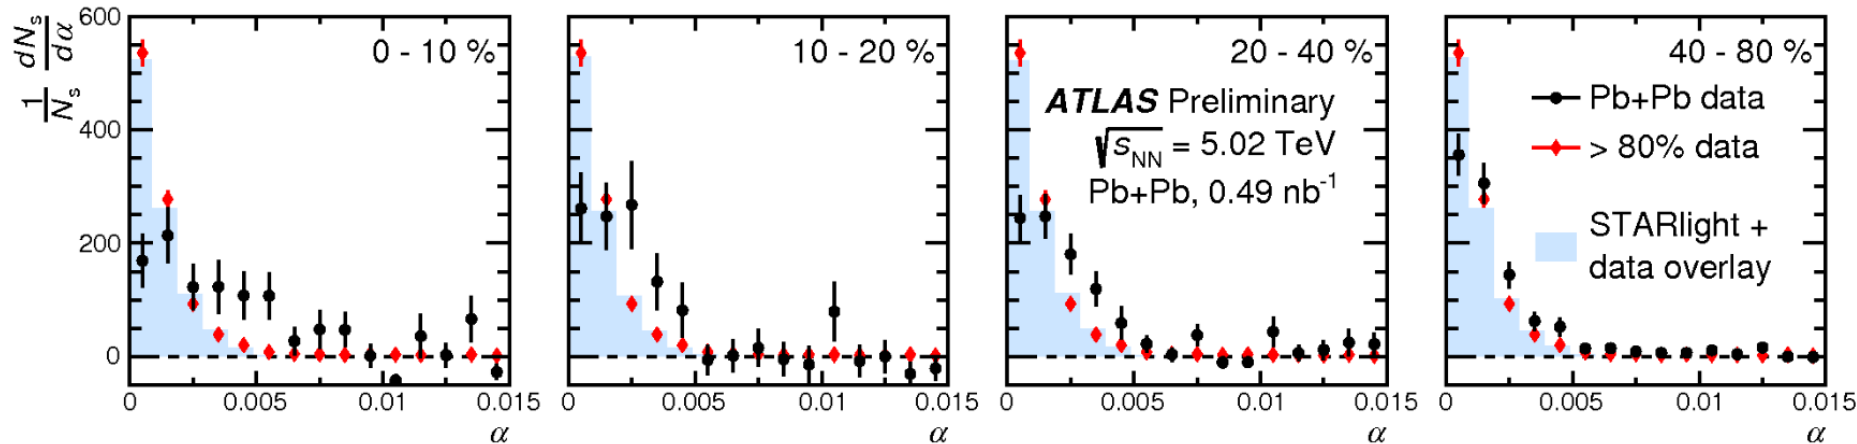 1/N_s dN_s/dα
600
400
200
0
0 - 10 %
0 0.005 0.01 0.015
α
10 - 20 %
0 0.005 0.01 0.015
α
20 - 40 %
ATLAS Preliminary
√s_NN = 5.02 TeV
Pb+Pb, 0.49 nb⁻¹
0 0.005 0.01 0.015
α
40 - 80 %
Pb+Pb data
> 80% data
STARlight +
data overlay
0 0.005 0.01 0.015
α